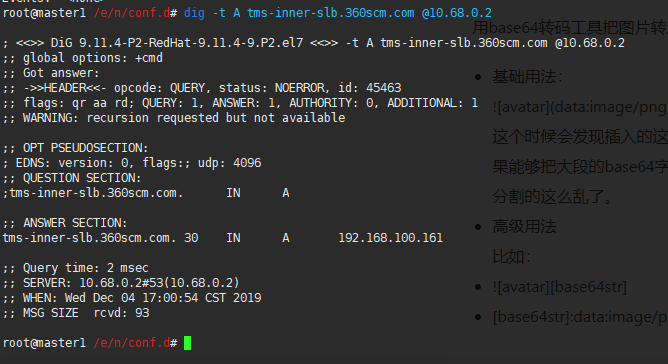 root@master1 /e/n/conf.d# dig -t A tms-inner-slb.360scm.com @10.68.0.2
; <<>> DiG 9.11.4-P2-RedHat-9.11.4-9.P2.el7 <<>> -t A tms-inner-slb.360scm.com @10.68.0.2
;; global options: +cmd
;; Got answer:
;; ->>HEADER<<- opcode: QUERY, status: NOERROR, id: 45463
;; flags: qr aa rd; QUERY: 1, ANSWER: 1, AUTHORITY: 0, ADDITIONAL: 1
;; WARNING: recursion requested but not available
;; OPT PSEUDOSECTION:
; EDNS: version: 0, flags:; udp: 4096
;; QUESTION SECTION:
;tms-inner-slb.360scm.com. IN A
;; ANSWER SECTION:
tms-inner-slb.360scm.com. 30 IN A 192.168.100.161
;; Query time: 2 msec
;; SERVER: 10.68.0.2#53(10.68.0.2)
;; WHEN: Wed Dec 04 17:00:54 CST 2019
;; MSG SIZE rcvd: 93
root@master1 /e/n/conf.d#
用base64转码工具把图片转
基础用法：
![avatar](data:image/png
这个时候会发现插入的这
果能够把大段的base64字
分割的这么乱了。
高级用法
比如：
![avatar][base64str]
[base64str]:data:image/p